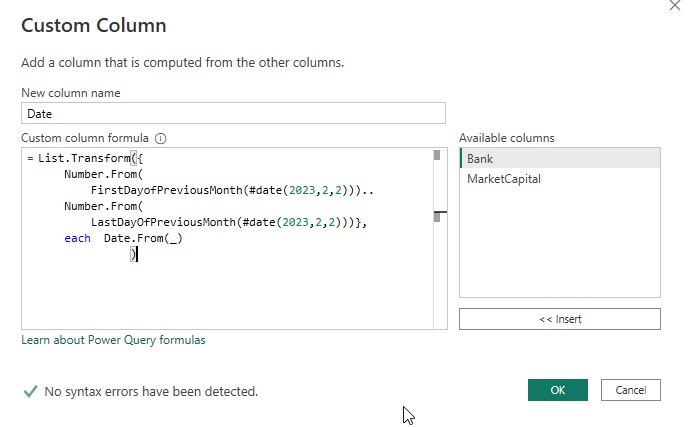 Custom Column
Add a column that is computed from the other columns.
New column name
Date
Custom column formula
= List.Transform({
Number.From(
FirstDayofPreviousMonth(#date(2023,2,2)))..
Number.From(
LastDayOfPreviousMonth(#date(2023,2,2)))},
each Date.From(_)
)
Available columns
Bank
MarketCapital
<< Insert
Learn about Power Query formulas
No syntax errors have been detected.
OK
Cancel